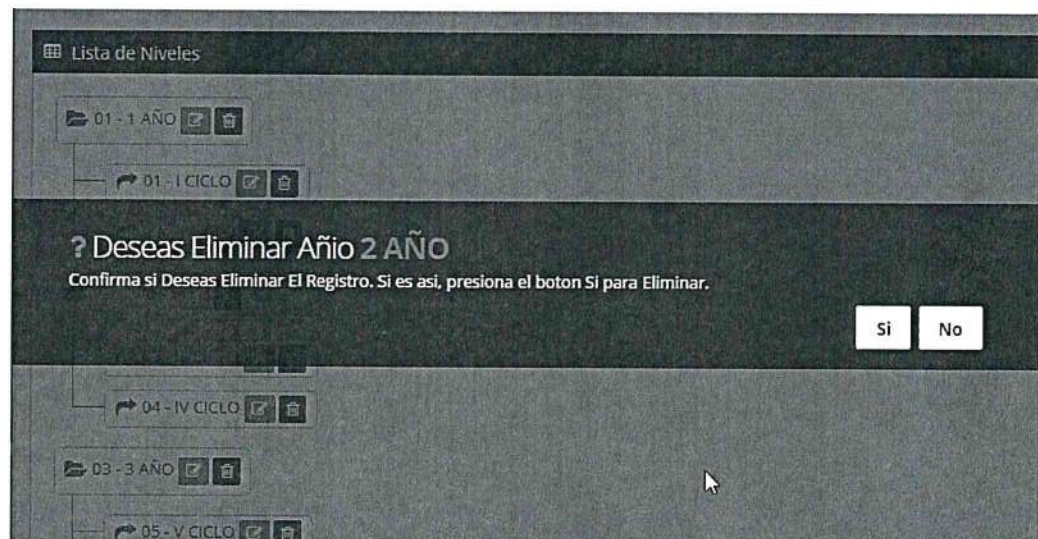 Lista de Niveles
01 - 1 AÑO
01 - I CICLO
? Deseas Eliminar Añio 2 AÑO
Confirma si Deseas Eliminar El Registro. Si es asi, presiona el boton Si para Eliminar.
Si No
04 - IV CICLO
03 - 3 AÑO
05 - V CICLO